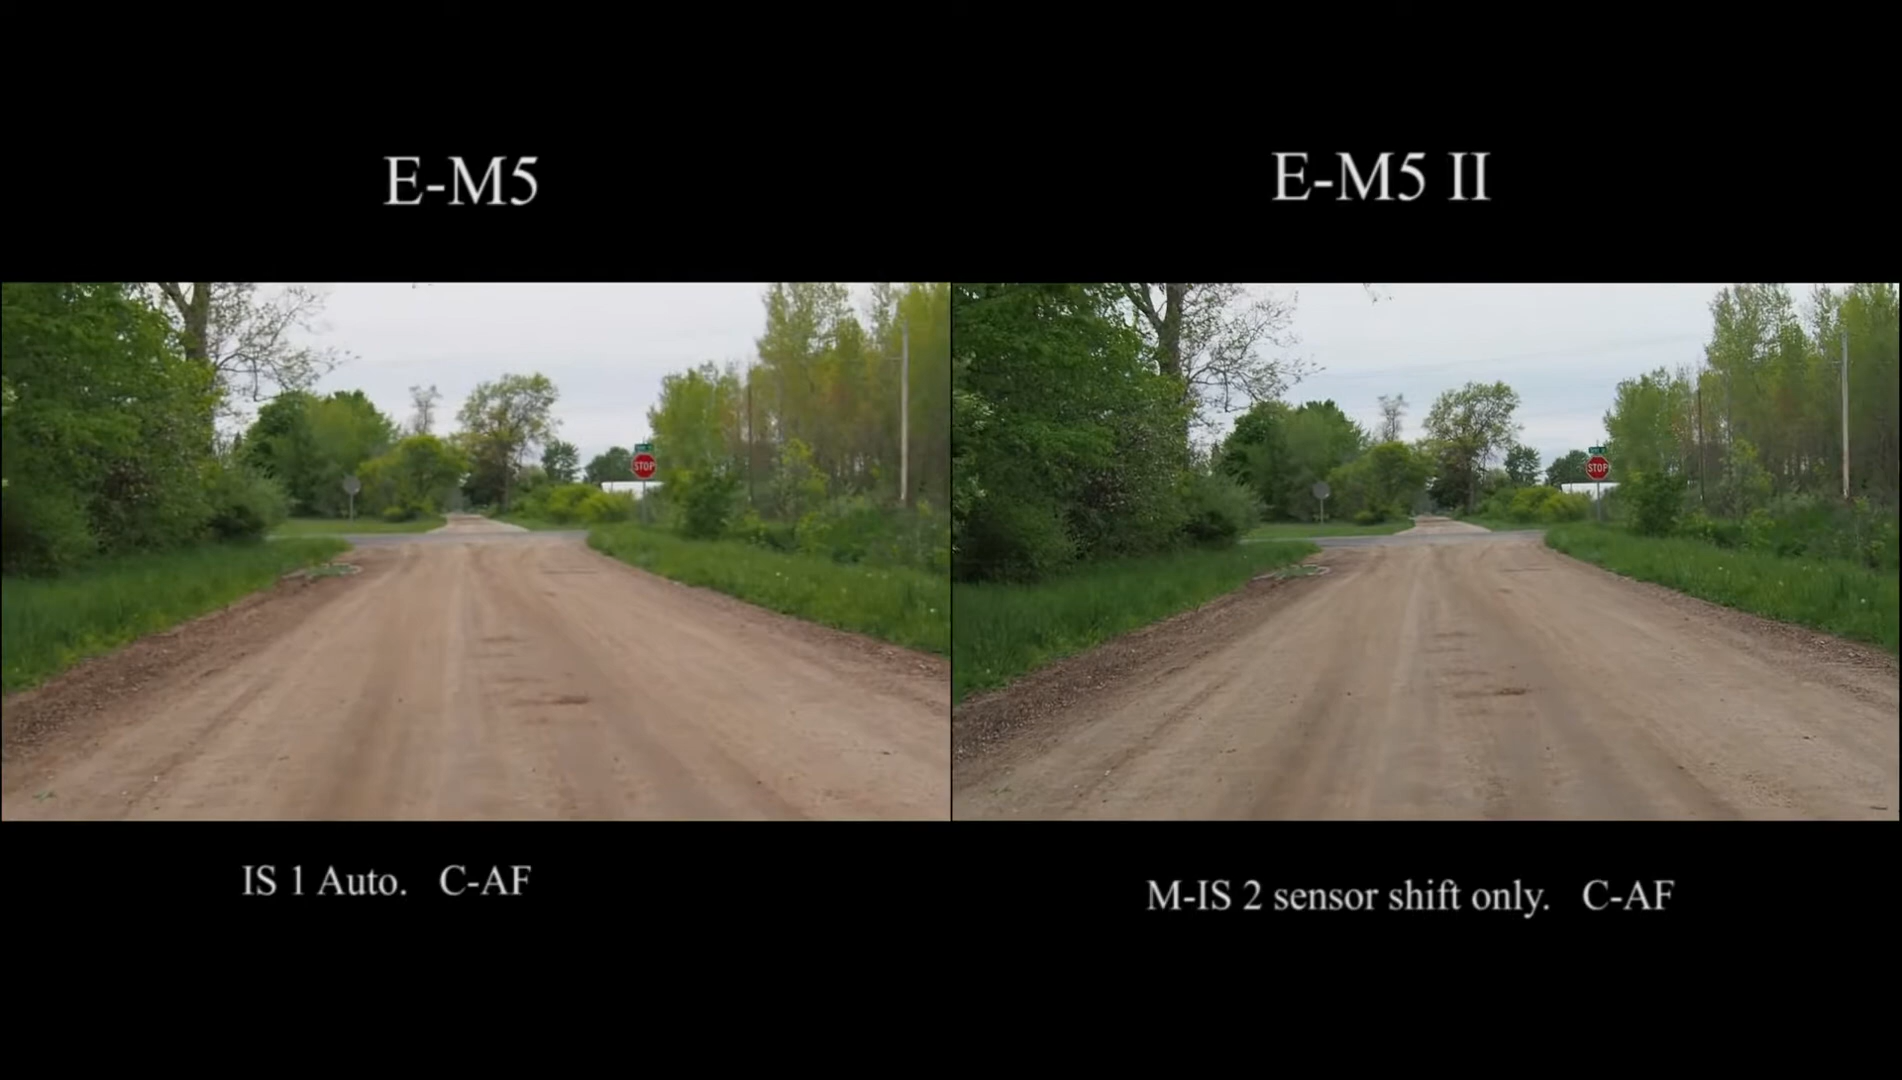 E-M5
E-M5 II
STOP
STOP
IS 1 Auto. C-AF
M-IS 2 sensor shift only. C-AF